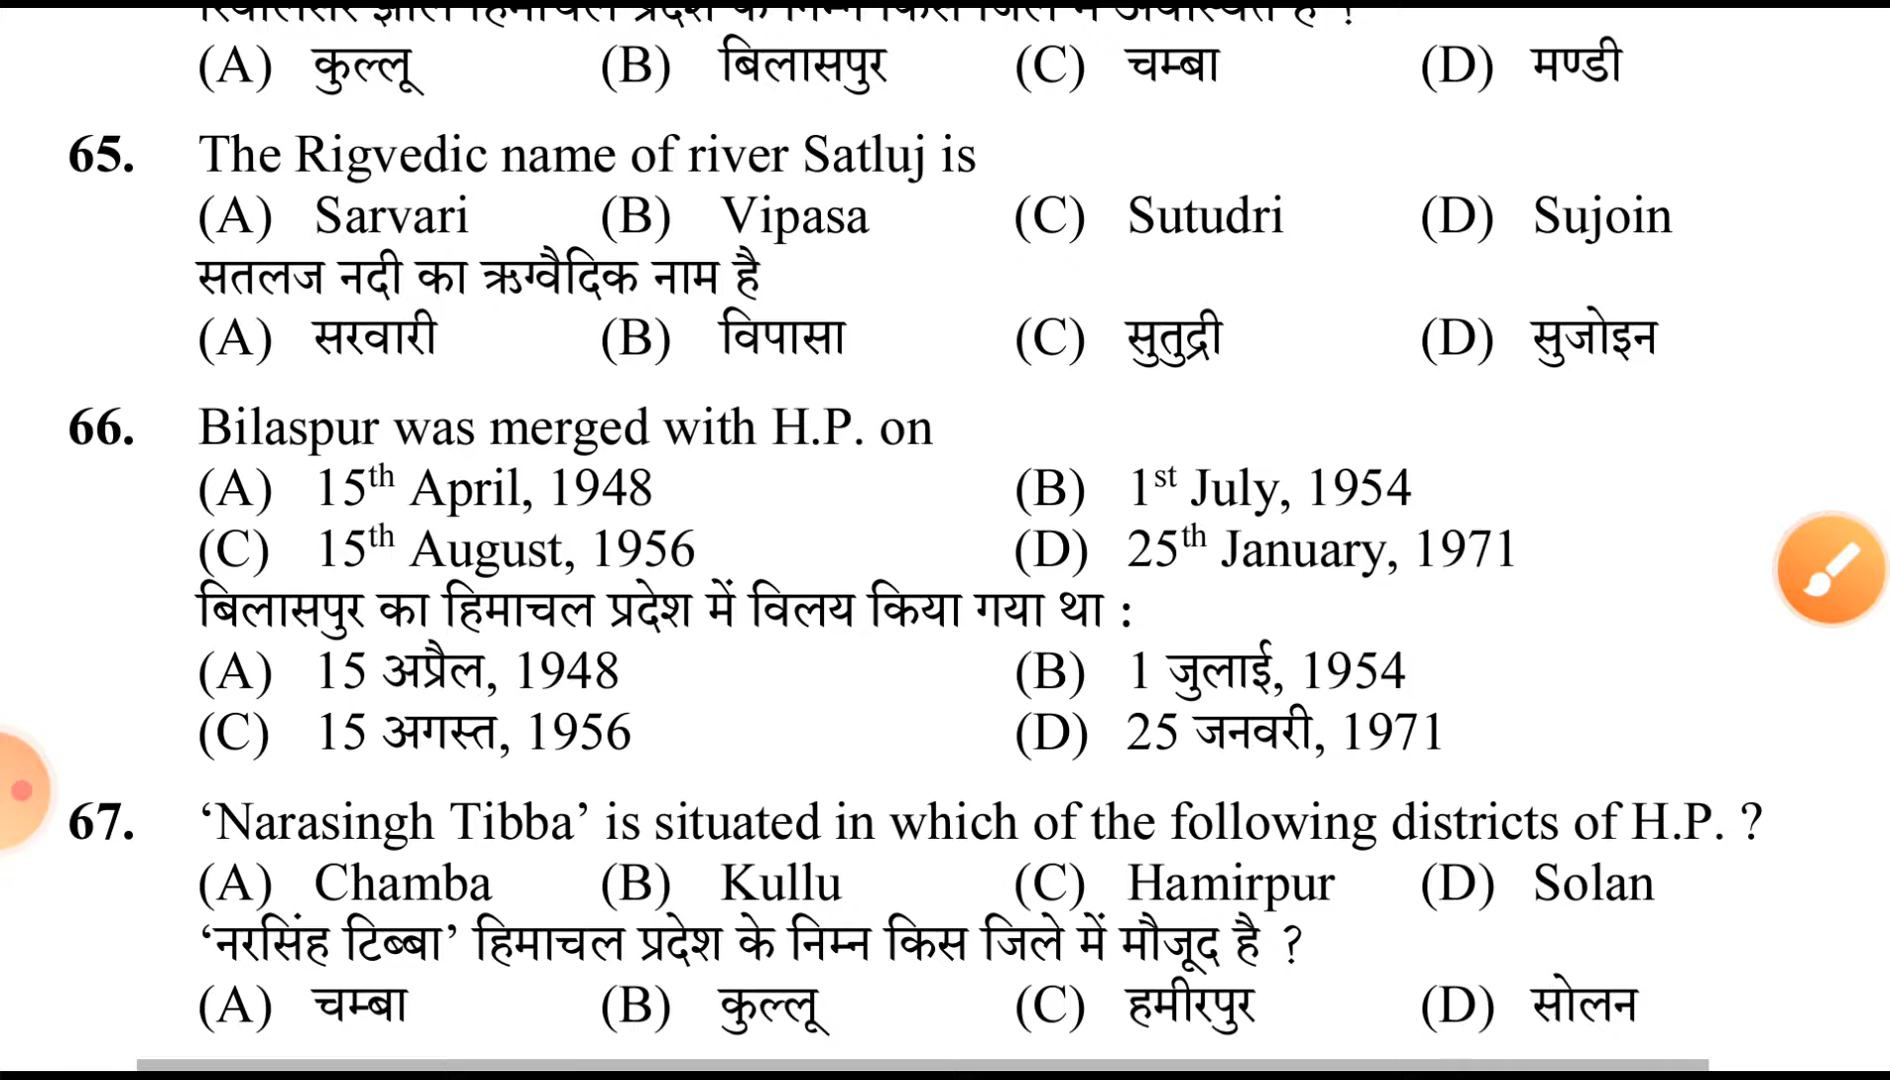 रिवालसर झील हिमाचल प्रदेश के निम्न किस जिले में अवस्थित है ?
(A) कुल्लू (B) बिलासपुर (C) चम्बा (D) मण्डी
65. The Rigvedic name of river Satluj is
(A) Sarvari (B) Vipasa (C) Sutudri (D) Sujoin
सतलज नदी का ऋग्वैदिक नाम है
(A) सरवारी (B) विपासा (C) सुतुद्री (D) सुजोइन
66. Bilaspur was merged with H.P. on
(A) 15th April, 1948 (B) 1st July, 1954
(C) 15th August, 1956 (D) 25th January, 1971
बिलासपुर का हिमाचल प्रदेश में विलय किया गया था :
(A) 15 अप्रैल, 1948 (B) 1 जुलाई, 1954
(C) 15 अगस्त, 1956 (D) 25 जनवरी, 1971
67. ‘Narasingh Tibba’ is situated in which of the following districts of H.P. ?
(A) Chamba (B) Kullu (C) Hamirpur (D) Solan
‘नरसिंह टिब्बा’ हिमाचल प्रदेश के निम्न किस जिले में मौजूद है ?
(A) चम्बा (B) कुल्लू (C) हमीरपुर (D) सोलन